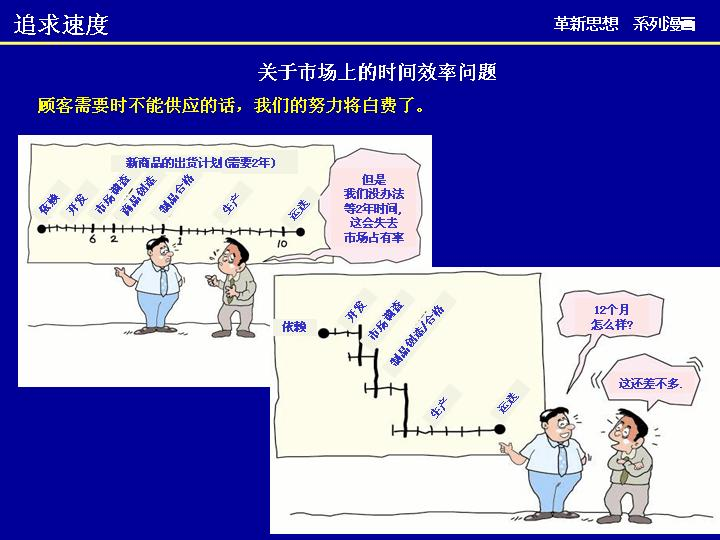 追求速度
革新思想 系列漫画
关于市场上的时间效率问题
顾客需要时不能供应的话，我们的努力将白费了。
新商品的出货计划(需要2年)
依赖
开发
市场调查
商品创造
制品合格
生产
运送
6 2 1 10
但是
我们没办法
等2年时间,
这会失去
市场占有率
依赖
开发
市场调查
制品创造/合格
生产
运送
12个月
怎么样?
这还差不多.